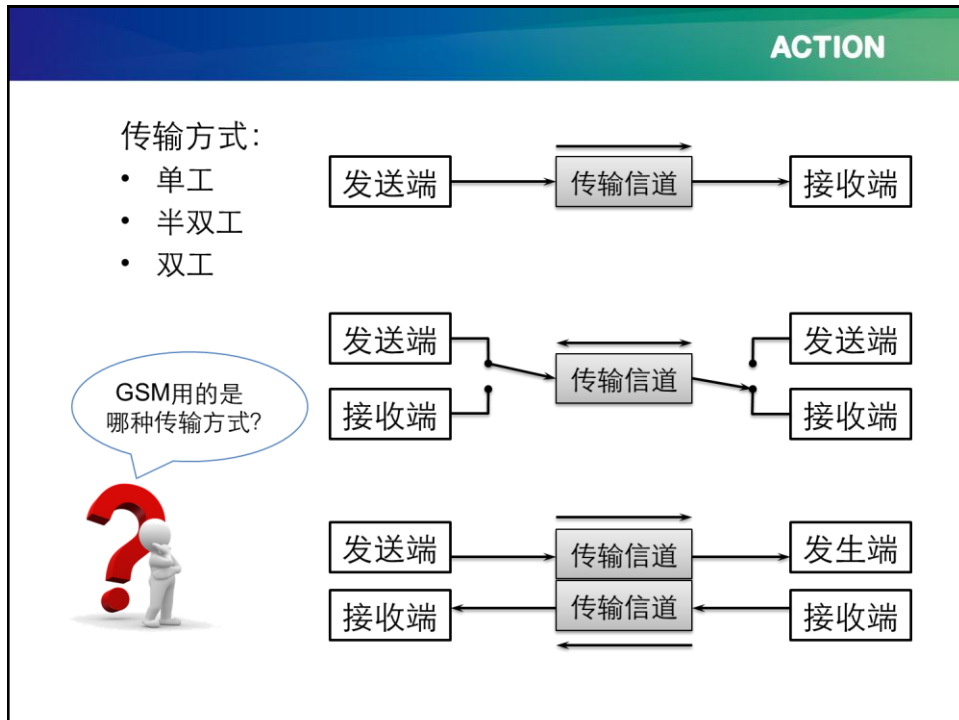 ACTION
传输方式：
• 单工
• 半双工
• 双工
发送端
传输信道
接收端
发送端
接收端
传输信道
发送端
接收端
GSM用的是
哪种传输方式？
发送端
接收端
传输信道
传输信道
发生端
接收端